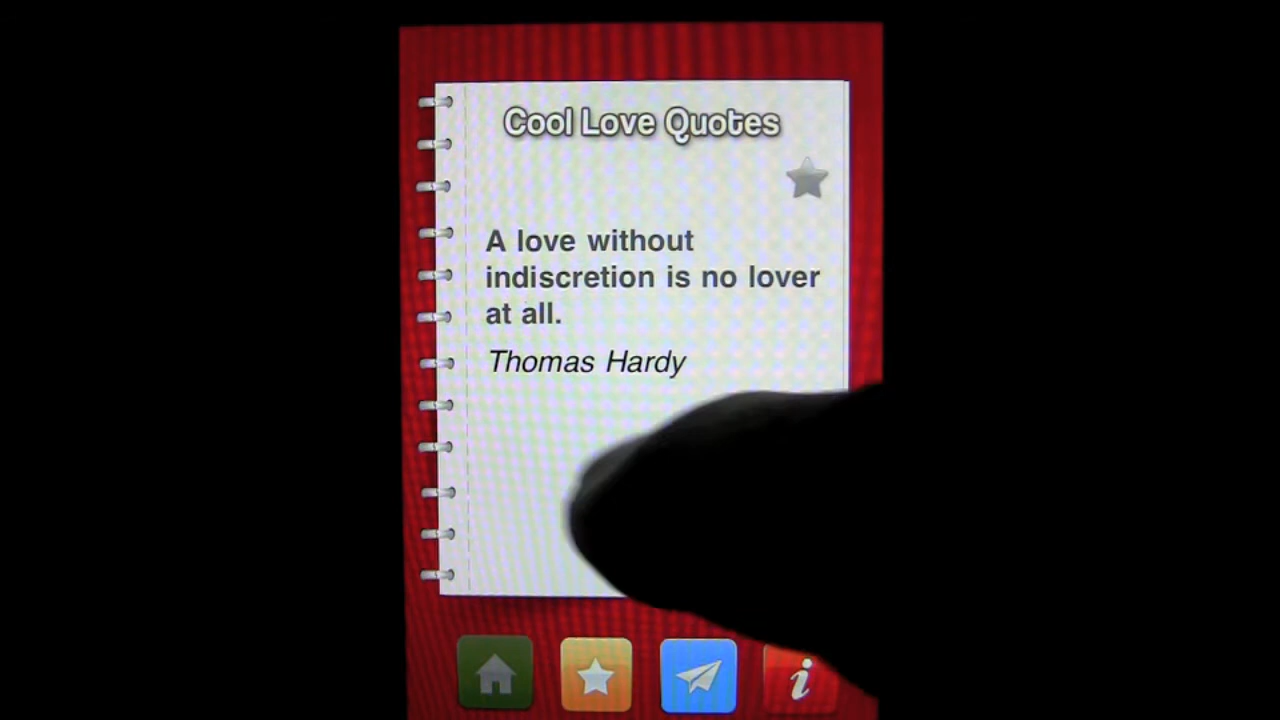 Cool Love Quotes
A love without
indiscretion is no lover
at all.
Thomas Hardy
i